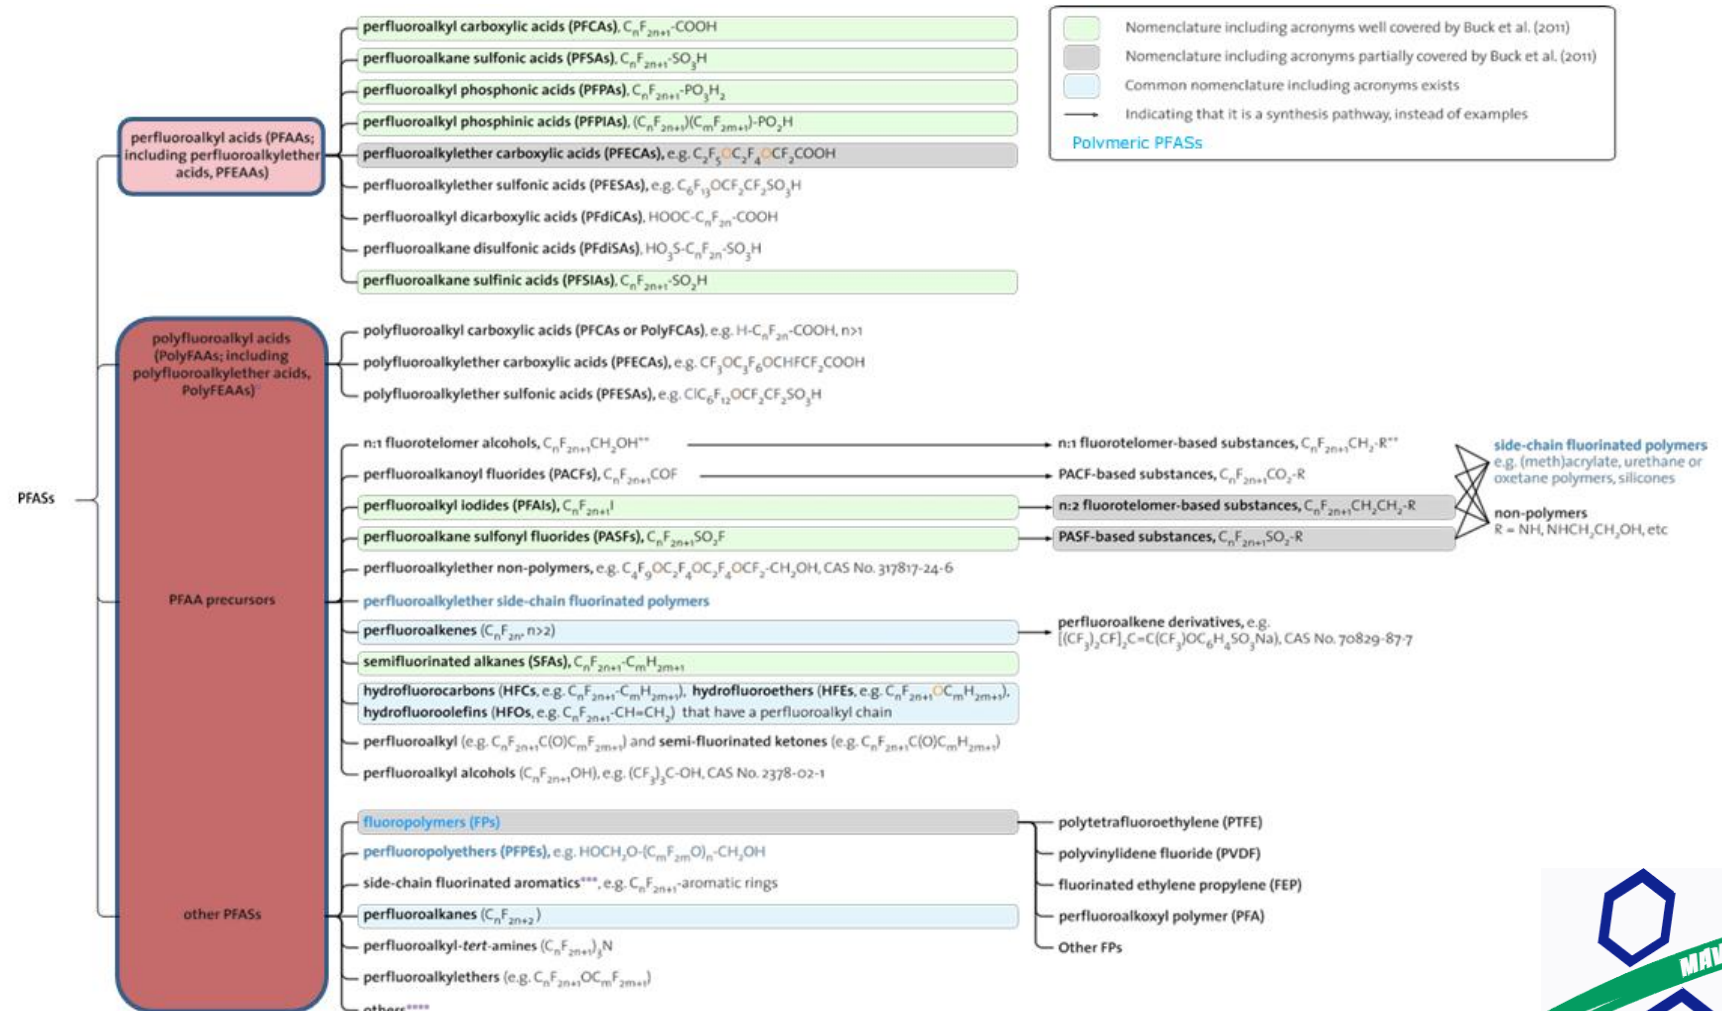 perfluoroalkyl carboxylic acids (PFCAs), CnF2n+1-COOH
perfluoroalkane sulfonic acids (PFSAs), CnF2n+1-SO3H
perfluoroalkyl phosphonic acids (PFPAs), CnF2n+1-PO3H2
perfluoroalkyl phosphinic acids (PFPIAs), (CnF2n+1)(CmF2m+1)-PO2H
perfluoroalkylether carboxylic acids (PFECAs), e.g. C2F5OC2F4OCF2COOH
perfluoroalkylether sulfonic acids (PFESAs), e.g. C6F13OCF2CF2SO3H
perfluoroalkyl dicarboxylic acids (PFdiCAs), HOOC-CnF2n-COOH
perfluoroalkane disulfonic acids (PFdiSAs), HO3S-CnF2n-SO3H
perfluoroalkane sulfinic acids (PFSIAs), CnF2n+1-SO2H
perfluoroalkyl acids (PFAAs;
including perfluoroalkylether
acids, PFEAAs)
Nomenclature including acronyms well covered by Buck et al. (2011)
Nomenclature including acronyms partially covered by Buck et al. (2011)
Common nomenclature including acronyms exists
Indicating that it is a synthesis pathway, instead of examples
Polymeric PFASs
polyfluoroalkyl acids
(PolyFAAs; including
polyfluoroalkylether acids,
PolyFEAAs)*
polyfluoroalkyl carboxylic acids (PFCAs or PolyFCAs), e.g. H-CnF2n-COOH, n>1
polyfluoroalkylether carboxylic acids (PFECAs), e.g. CF3OC3F6OCHFCF2COOH
polyfluoroalkylether sulfonic acids (PFESAs), e.g. ClC6F12OCF2CF2SO3H
PFASs
PFAA precursors
n:1 fluorotelomer alcohols, CnF2n+1CH2OH**
perfluoroalkanoyl fluorides (PACFs), CnF2n+1COF
perfluoroalkyl iodides (PFAIs), CnF2n+1I
perfluoroalkane sulfonyl fluorides (PASFs), CnF2n+1SO2F
perfluoroalkylether non-polymers, e.g. C4F9OC2F4OC2F4OCF2-CH2OH, CAS No. 317817-24-6
perfluoroalkylether side-chain fluorinated polymers
perfluoroalkenes (CnF2n, n>2)
semifluorinated alkanes (SFAs), CnF2n+1-CmH2m+1
hydrofluorocarbons (HFCs, e.g. CnF2n+1-CmH2m+1), hydrofluoroethers (HFEs, e.g. CnF2n+1OCmH2m+1),
hydrofluoroolefins (HFOs, e.g. CnF2n+1-CH=CH2) that have a perfluoroalkyl chain
perfluoroalkyl (e.g. CnF2n+1C(O)CmF2m+1) and semi-fluorinated ketones (e.g. CnF2n+1C(O)CmH2m+1)
perfluoroalkyl alcohols (CnF2n+1OH), e.g. (CF3)3C-OH, CAS No. 2378-02-1
n:1 fluorotelomer-based substances, CnF2n+1CH2-R**
PACF-based substances, CnF2n+1CO2-R
n:2 fluorotelomer-based substances, CnF2n+1CH2CH2-R
PASF-based substances, CnF2n+1SO2-R
side-chain fluorinated polymers
e.g. (meth)acrylate, urethane or
oxetane polymers, silicones
non-polymers
R = NH, NHCH2CH2OH, etc
perfluoroalkene derivatives, e.g.
[(CF3)2CF]2C=C(CF3)OC6H4SO3Na), CAS No. 70829-87-7
other PFASs
fluoropolymers (FPs)
perfluoropolyethers (PFPEs), e.g. HOCH2O-(CmF2mO)n-CH2OH
side-chain fluorinated aromatics***, e.g. CnF2n+1-aromatic rings
perfluoroalkanes (CnF2n+2)
perfluoroalkyl-tert-amines (CnF2n+1)3N
perfluoroalkylethers (e.g. CnF2n+1OCmF2m+1)
others****
polytetrafluoroethylene (PTFE)
polyvinylidene fluoride (PVDF)
fluorinated ethylene propylene (FEP)
perfluoroalkoxyl polymer (PFA)
Other FPs